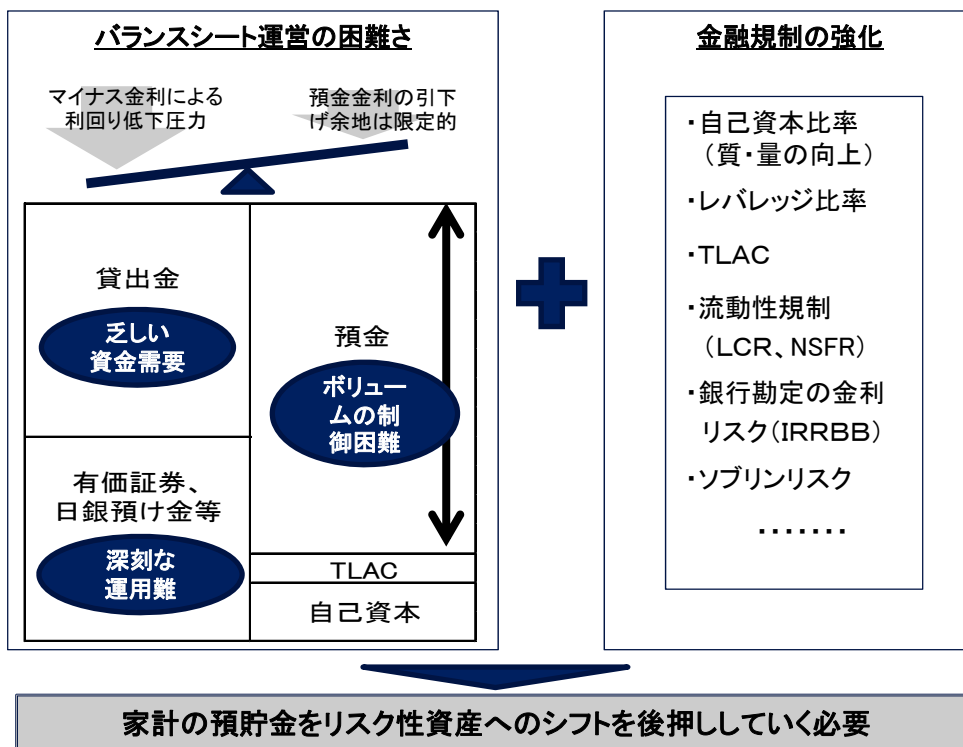 バランスシート運営の困難さ
マイナス金利による
利回り低下圧力
預金金利の引下
げ余地は限定的
貸出金
乏しい
資金需要
有価証券、
日銀預け金等
深刻な
運用難
預金
ボリュー
ムの制
御困難
TLAC
自己資本
金融規制の強化
・自己資本比率
（質・量の向上）
・レバレッジ比率
・TLAC
・流動性規制
（LCR、NSFR）
・銀行勘定の金利
リスク（IRRBB）
・ソブリンリスク
・・・・・・・
家計の預貯金をリスク性資産へのシフトを後押ししていく必要